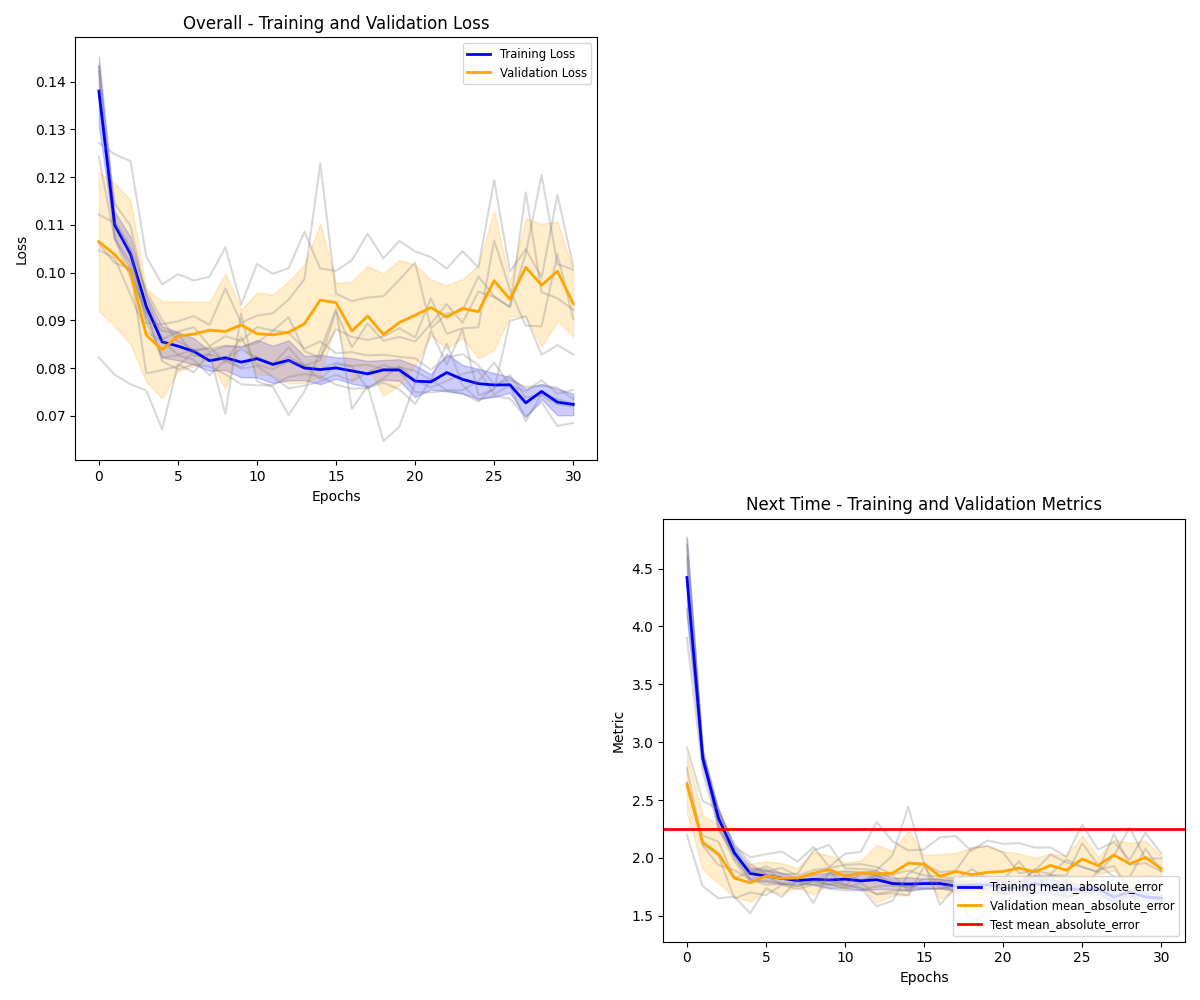 Overall - Training and Validation Loss
Training Loss
Validation Loss
0.14
0.13
0.12
0.11
0.10
0.09
0.08
0.07
Loss
0 5 10 15 20 25 30
Epochs
Next Time - Training and Validation Metrics
4.5
4.0
3.5
3.0
2.5
2.0
1.5
Metric
Training mean_absolute_error
Validation mean_absolute_error
Test mean_absolute_error
0 5 10 15 20 25 30
Epochs